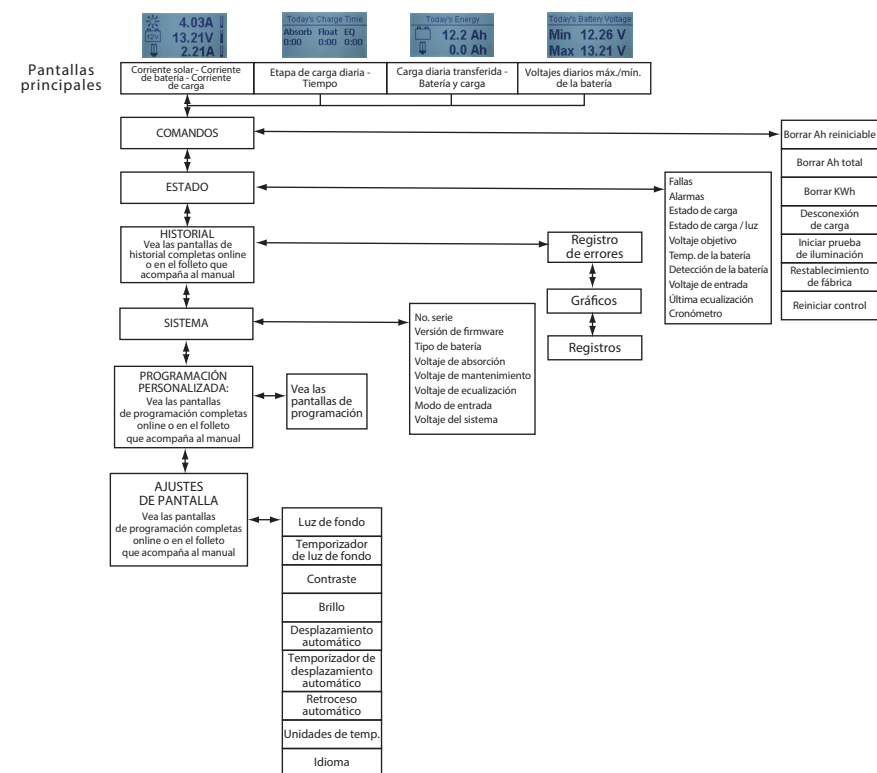 4.03A
12V
13.21V
2.21A
Today's Charge Time
Absorb Float EQ
0:00 0:00 0:00
Today's Energy
12.2 Ah
0.0 Ah
Today's Battery Voltage
Min 12.26 V
Max 13.21 V
Pantallas
principales
Corriente solar - Corriente
de bateria - Corriente
de carga
Etapa de carga diaria -
Tiempo
Carga diaria transferida -
Batería y carga
Voltajes diarios máx./mín.
de la batería
COMANDOS
Borrar Ah reiniciable
Borrar Ah total
Borrar KWh
Desconexión
de carga
Iniciar prueba
de iluminación
Restablecimiento
de fábrica
Reiniciar control
ESTADO
Fallas
Alarmas
Estado de carga
Estado de carga / luz
Voltaje objetivo
Temp. de la batería
Detección de la batería
Voltaje de entrada
Última ecualización
Cronómetro
HISTORIAL
Vea las pantallas de
historial completas online
o en el folleto que
acompaña al manual
Registro
de errores
Gráficos
Registros
SISTEMA
No. serie
Versión de firmware
Tipo de batería
Voltaje de absorción
Voltaje de mantenimiento
Voltaje de ecualización
Modo de entrada
Voltaje del sistema
PROGRAMACIÓN
PERSONALIZADA:
Vea las pantallas
de programación completas
online o en el folleto
que acompaña al manual
Vea las
pantallas de
programación
AJUSTES
DE PANTALLA
Vea las pantallas
de programación completas
online o en el folleto
que acompaña al manual
Luz de fondo
Temporizador
de luz de fondo
Contraste
Brillo
Desplazamiento
automático
Temporizador de
desplazamiento
automático
Retroceso
automático
Unidades de temp.
Idioma